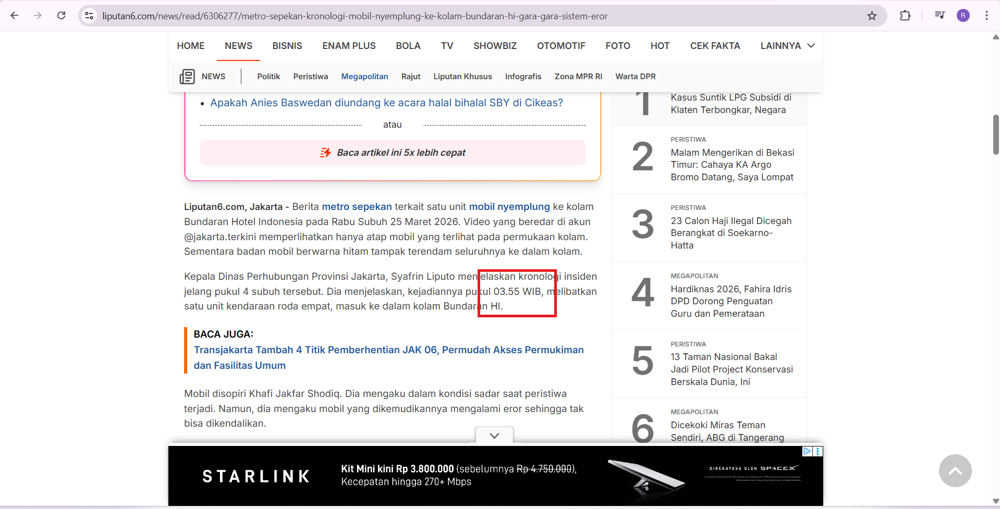 liputan6.com/news/read/6306277/metro-sepekan-kronologi-mobil-nyemplung-ke-kolam-bundaran-hi-gara-gara-sistem-eror
R
HOME NEWS BISNIS ENAM PLUS BOLA TV SHOWBIZ OTOMOTIF FOTO HOT CEK FAKTA LAINNYA
NEWS Politik Peristiwa Megapolitan Rajut Liputan Khusus Infografis Zona MPR RI Warta DPR
• Apakah Anies Baswedan diundang ke acara halal bihalal SBY di Cikeas?
atau
Baca artikel ini 5x lebih cepat
Liputan6.com, Jakarta - Berita metro sepekan terkait satu unit mobil nyemplung ke kolam
Bundaran Hotel Indonesia pada Rabu Subuh 25 Maret 2026. Video yang beredar di akun
@jakarta.terkini memperlihatkan hanya atap mobil yang terlihat pada permukaan kolam.
Sementara badan mobil berwarna hitam tampak terendam seluruhnya ke dalam kolam.
Kepala Dinas Perhubungan Provinsi Jakarta, Syafrin Liputo menjelaskan kronologi insiden
jelang pukul 4 subuh tersebut. Dia menjelaskan, kejadiannya pukul 03.55 WIB, melibatkan
satu unit kendaraan roda empat, masuk ke dalam kolam Bundaran HI.
BACA JUGA:
Transjakarta Tambah 4 Titik Pemberhentian JAK 06, Permudah Akses Permukiman
dan Fasilitas Umum
Mobil disopiri Khafi Jakfar Shodiq. Dia mengaku dalam kondisi sadar saat peristiwa
terjadi. Namun, dia mengaku mobil yang dikemudikannya mengalami eror sehingga tak
bisa dikendalikan.
1
Kasus Suntik LPG Subsidi di
Klaten Terbongkar, Negara
2
PERISTIWA
Malam Mengerikan di Bekasi
Timur: Cahaya KA Argo
Bromo Datang, Saya Lompat
3
PERISTIWA
23 Calon Haji Ilegal Dicegah
Berangkat di Soekarno-
Hatta
4
MEGAPOLITAN
Hardiknas 2026, Fahira Idris
DPD Dorong Penguatan
Guru dan Pemerataan
5
PERISTIWA
13 Taman Nasional Bakal
Jadi Pilot Project Konservasi
Berskala Dunia, Ini
6
MEGAPOLITAN
Dicekoki Miras Teman
Sendiri, ABG di Tangerang
STARLINK
Kit Mini kini Rp 3.800.000 (sebelumnya Rp 4.750.000),
Kecepatan hingga 270+ Mbps
DIREKAYASA OLEH SPACEX